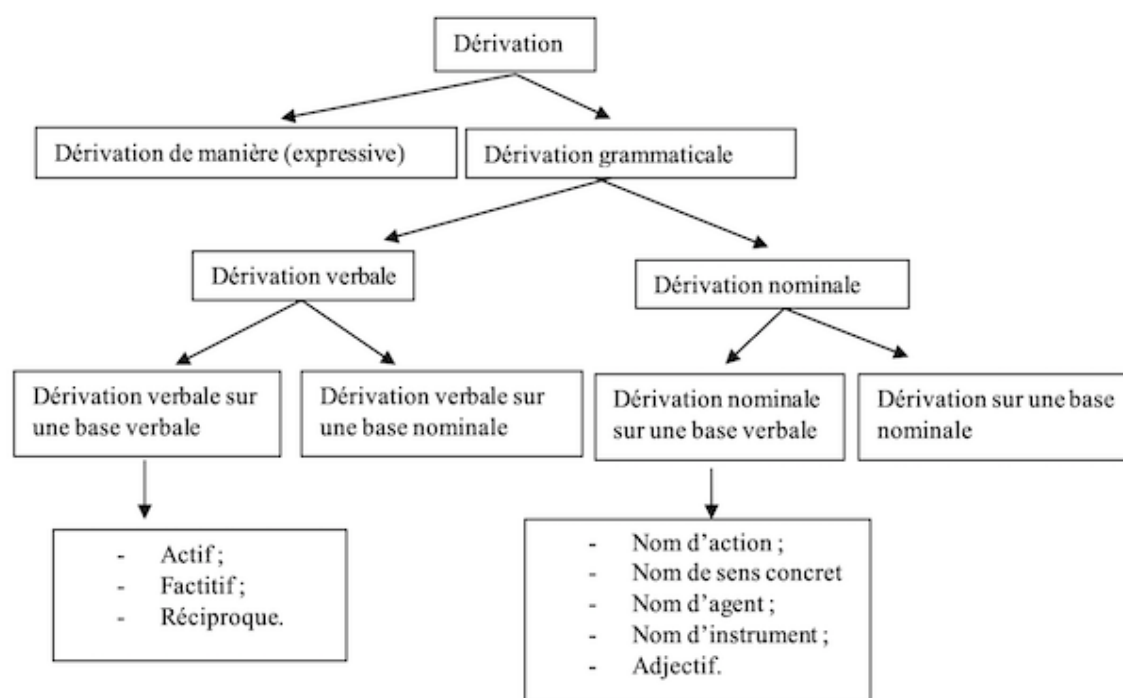 Dérivation
Dérivation de manière (expressive)
Dérivation grammaticale
Dérivation verbale
Dérivation nominale
Dérivation verbale sur
une base verbale
Dérivation verbale sur
une base nominale
Dérivation nominale
sur une base verbale
Dérivation sur une base
nominale
- Actif ;
- Factitif ;
- Réciproque.
- Nom d’action ;
- Nom de sens concret
- Nom d’agent ;
- Nom d’instrument ;
- Adjectif.